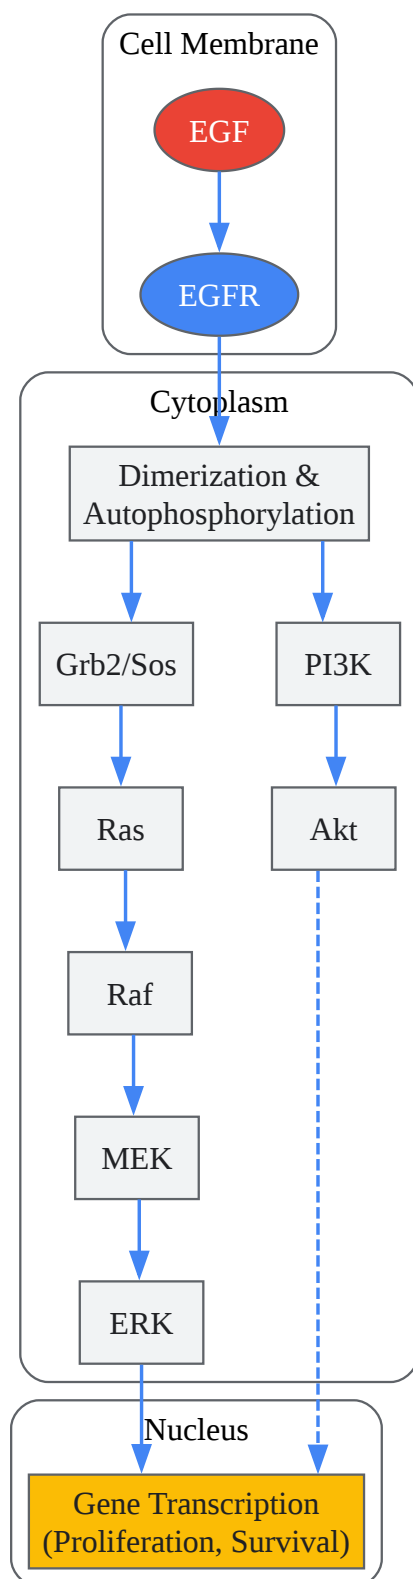 Cell Membrane
EGF
EGFR
Cytoplasm
Dimerization &
Autophosphorylation
Grb2/Sos
PI3K
Ras
Akt
Raf
MEK
ERK
Nucleus
Gene Transcription
(Proliferation, Survival)